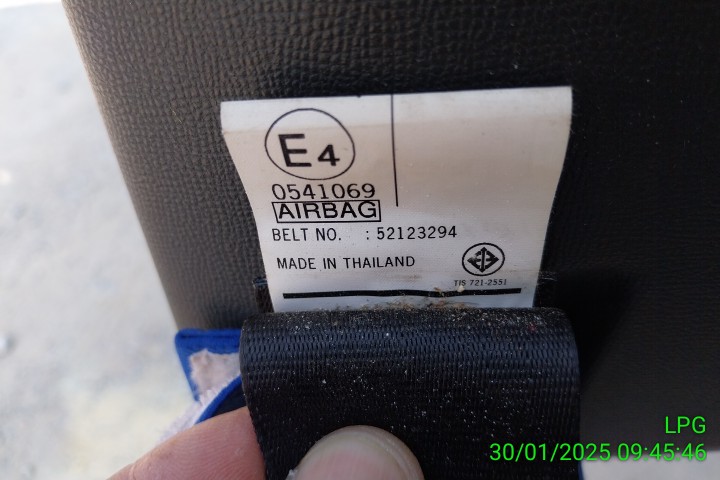 E4
0541069
AIRBAG
BELT NO. : 52123294
MADE IN THAILAND
TIS 721-2551
LPG
30/01/2025 09:45:46